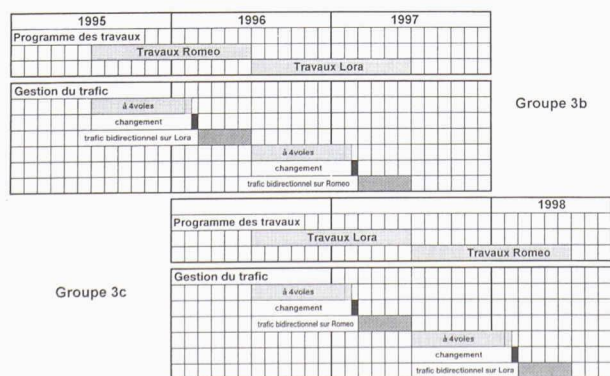 1995 1996 1997
Programme des travaux
Travaux Romeo
Travaux Lora
Gestion du trafic
à 4voies
changement
trafic bidirectionnel sur Lora
à 4voies
changement
trafic bidirectionnel sur Romeo
Groupe 3b
1998
Programme des travaux
Travaux Lora
Travaux Romeo
Groupe 3c
Gestion du trafic
à 4voies
changement
trafic bidirectionnel sur Romeo
à 4voies
changement
trafic bidirectionnel sur Lora